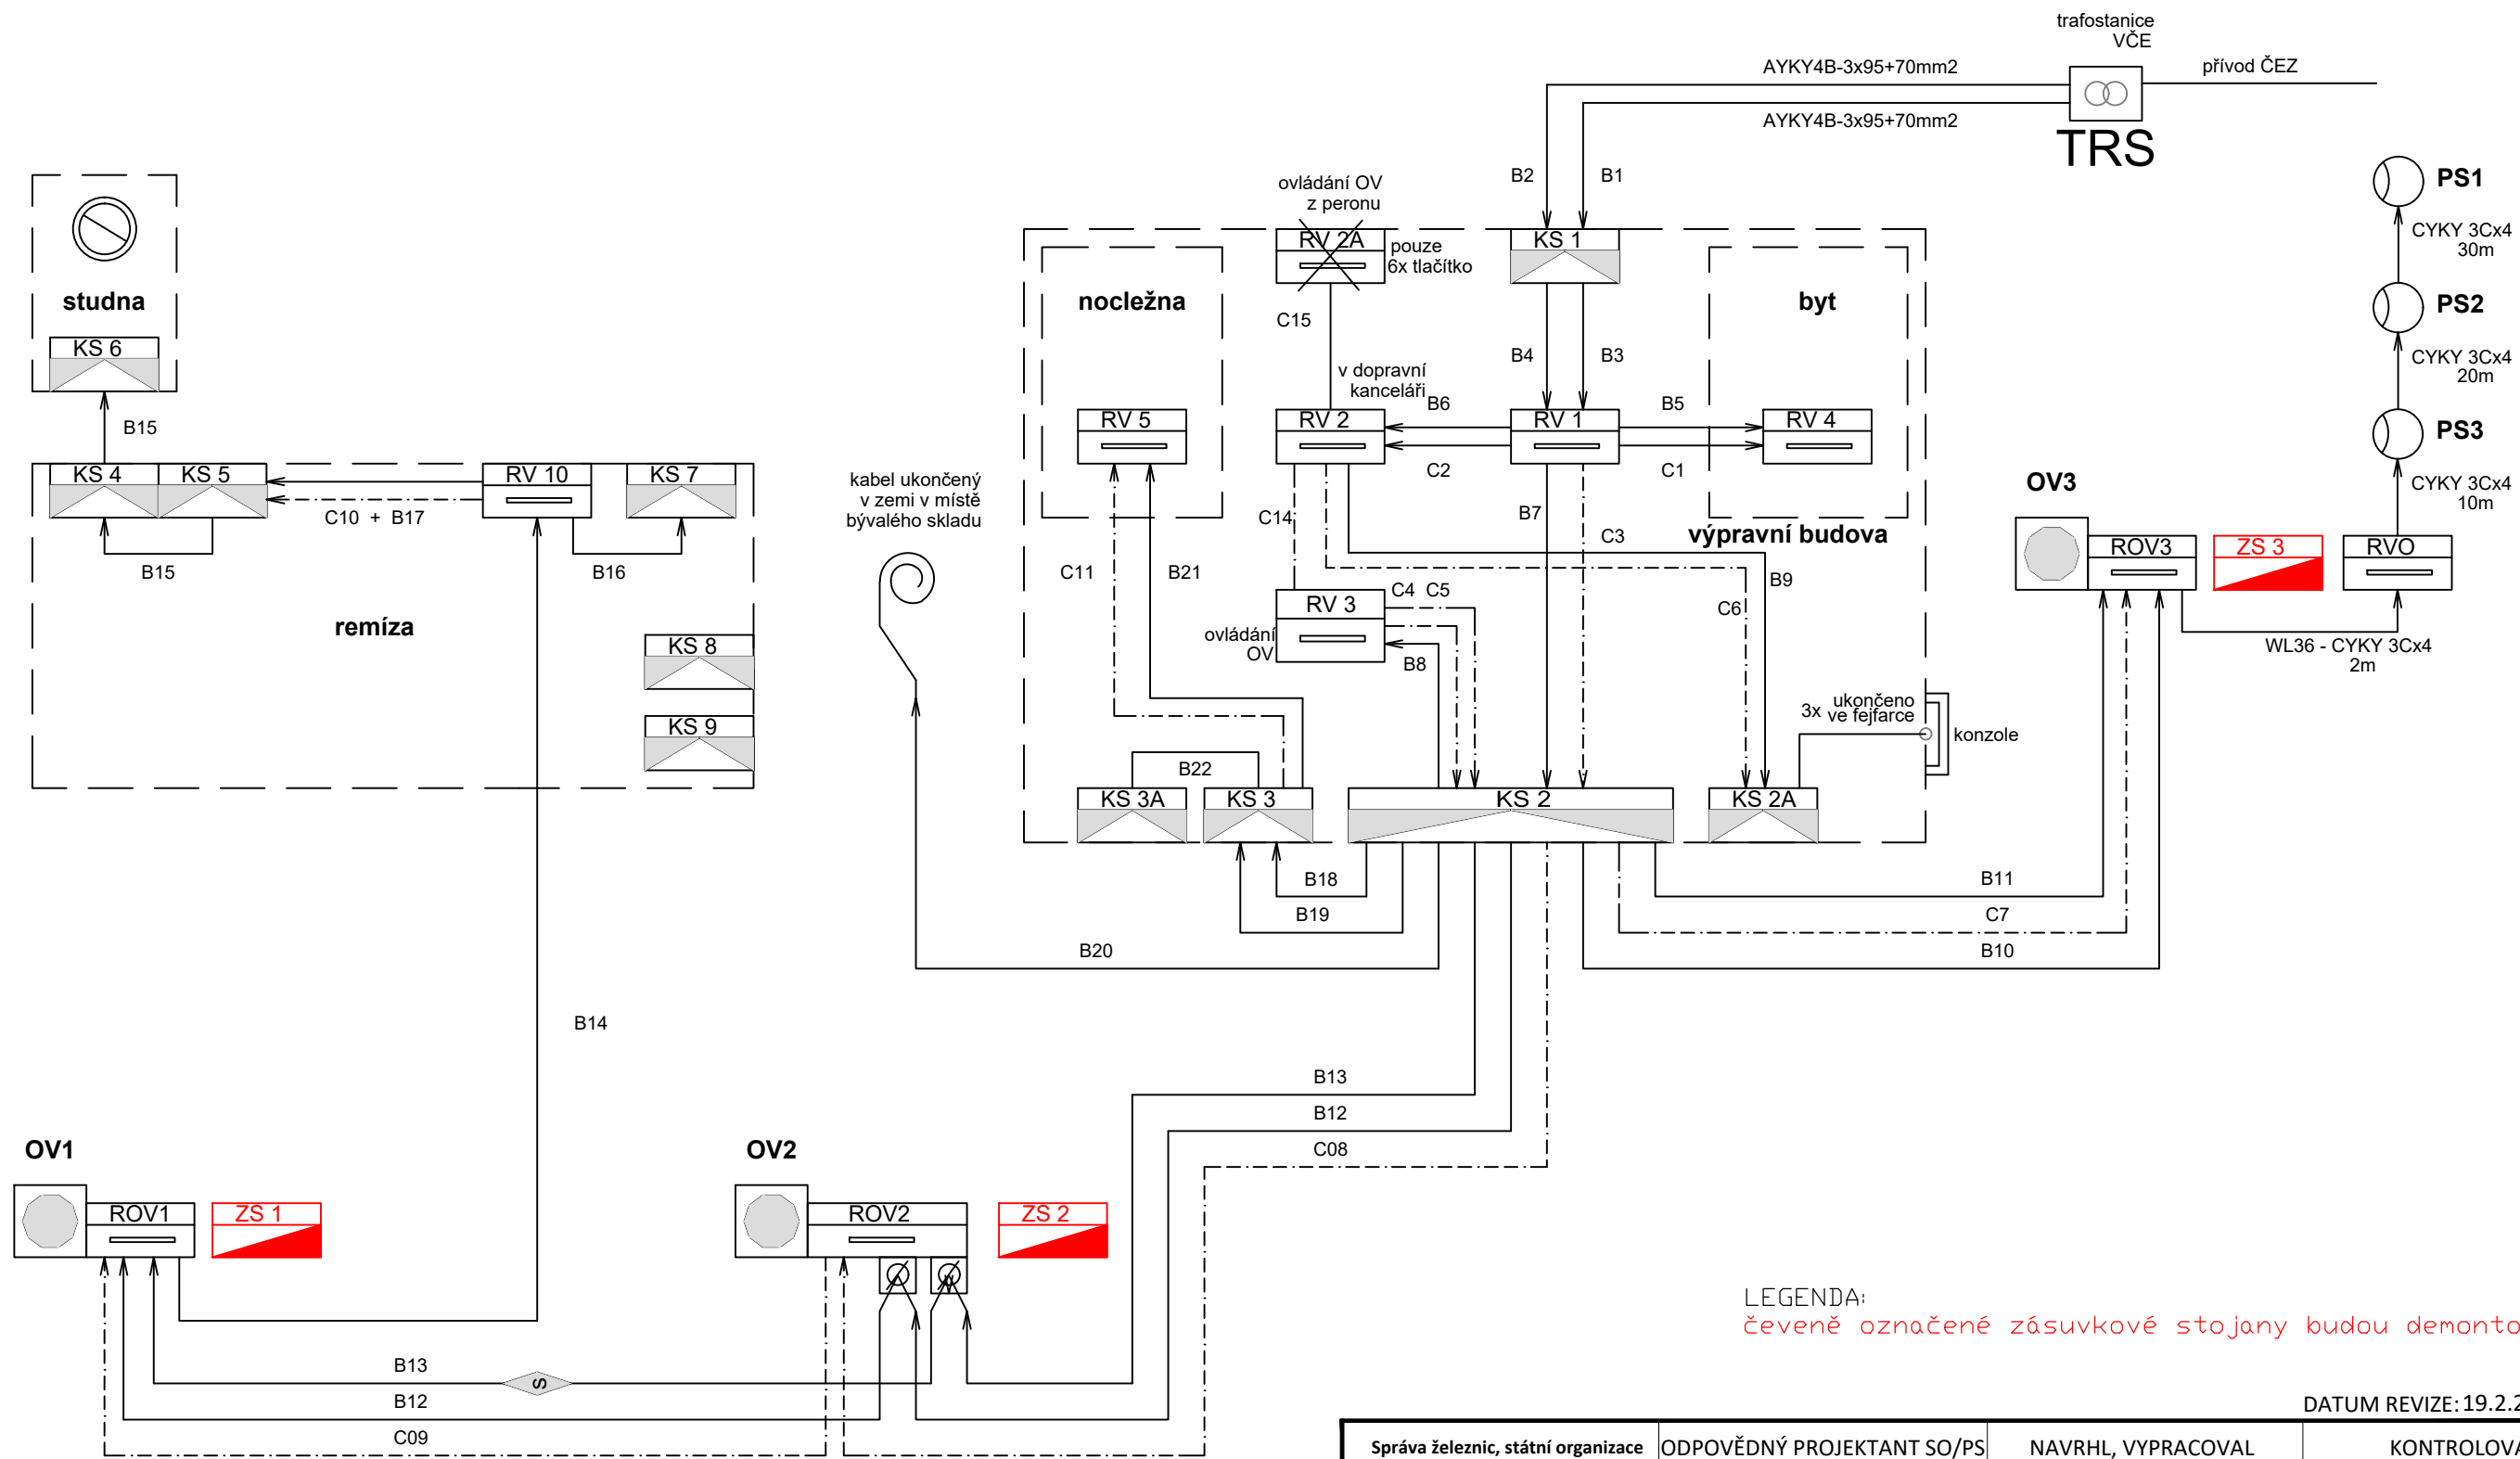 trafostanice
VČE
AYKY4B-3x95+70mm2
přívod ČEZ
AYKY4B-3x95+70mm2
TRS
B2
B1
PS1
CYKY 3Cx4
30m
PS2
CYKY 3Cx4
20m
PS3
CYKY 3Cx4
10m
ovládání OV
z peronu
RV 2A
pouze
6x tlačítko
KS 1
studna
KS 6
nocležna
byt
C15
B4
B3
v dopravní
kanceláři
B6
B5
RV 5
RV 2
RV 1
RV 4
C2
C1
B15
KS 4
KS 5
RV 10
KS 7
C10 + B17
B15
B16
remíza
KS 8
KS 9
kabel ukončený
v zemi v místě
bývalého skladu
C14
B7
C3
výpravní budova
C11
B21
B9
C6
RV 3
C4
C5
ovládání
OV
B8
OV3
ROV3
ZS 3
RVO
WL36 - CYKY 3Cx4
2m
3x
ukončeno
ve fejfarce
konzole
B22
KS 3A
KS 3
KS 2
KS 2A
B18
B19
B20
B11
C7
B10
B14
B13
B12
C08
OV1
ROV1
ZS 1
OV2
ROV2
ZS 2
B13
S
B12
C09
LEGENDA:
čeveně označené zásuvkové stojany budou demonto
DATUM REVIZE: 19.2.2
Správa železnic, státní organizace
ODPOVĚDNÝ PROJEKTANT SO/PS
NAVRHL, VYPRACOVAL
KONTROLOVA